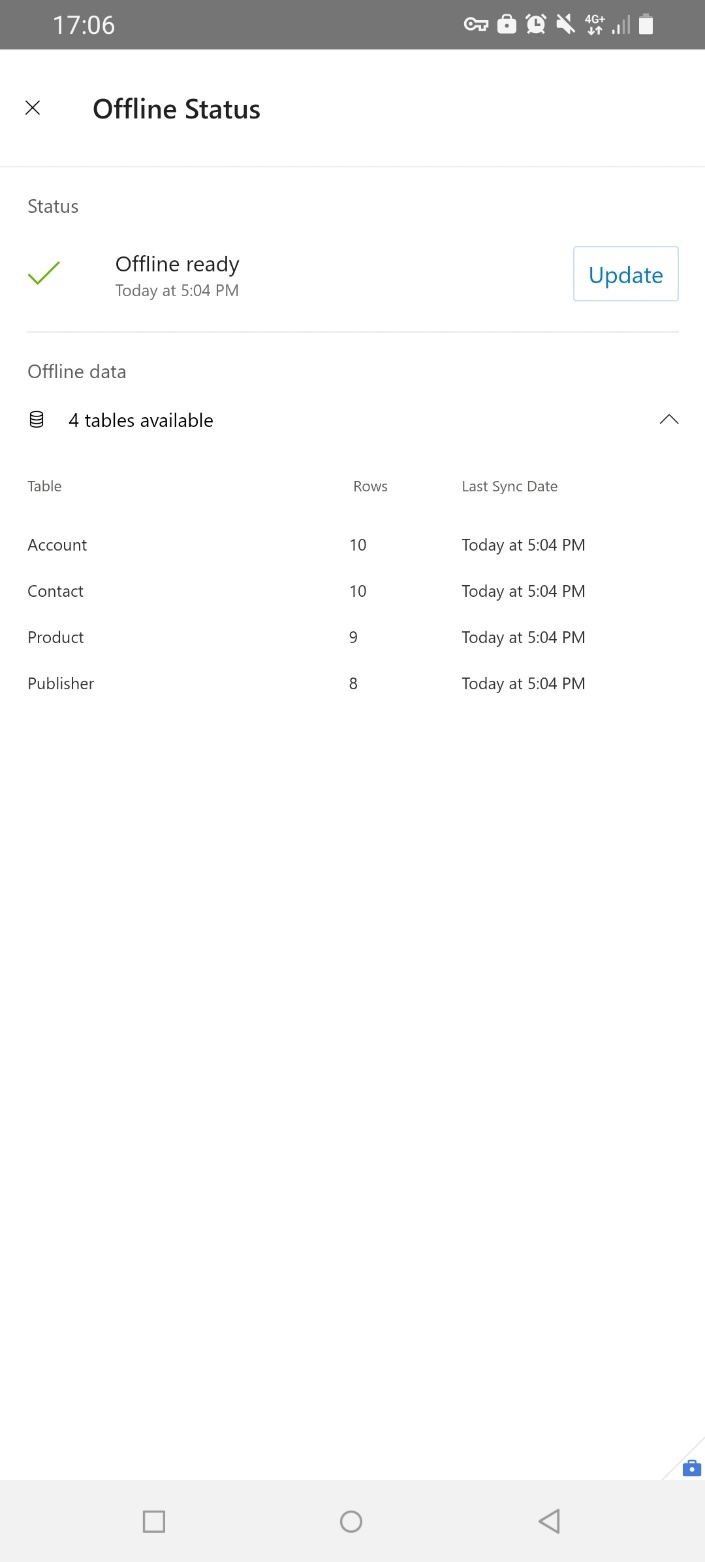 17:06 4G+
Offline Status
Status
Offline ready
Today at 5:04 PM
Update
Offline data
4 tables available
Table Rows Last Sync Date
Account 10 Today at 5:04 PM
Contact 10 Today at 5:04 PM
Product 9 Today at 5:04 PM
Publisher 8 Today at 5:04 PM